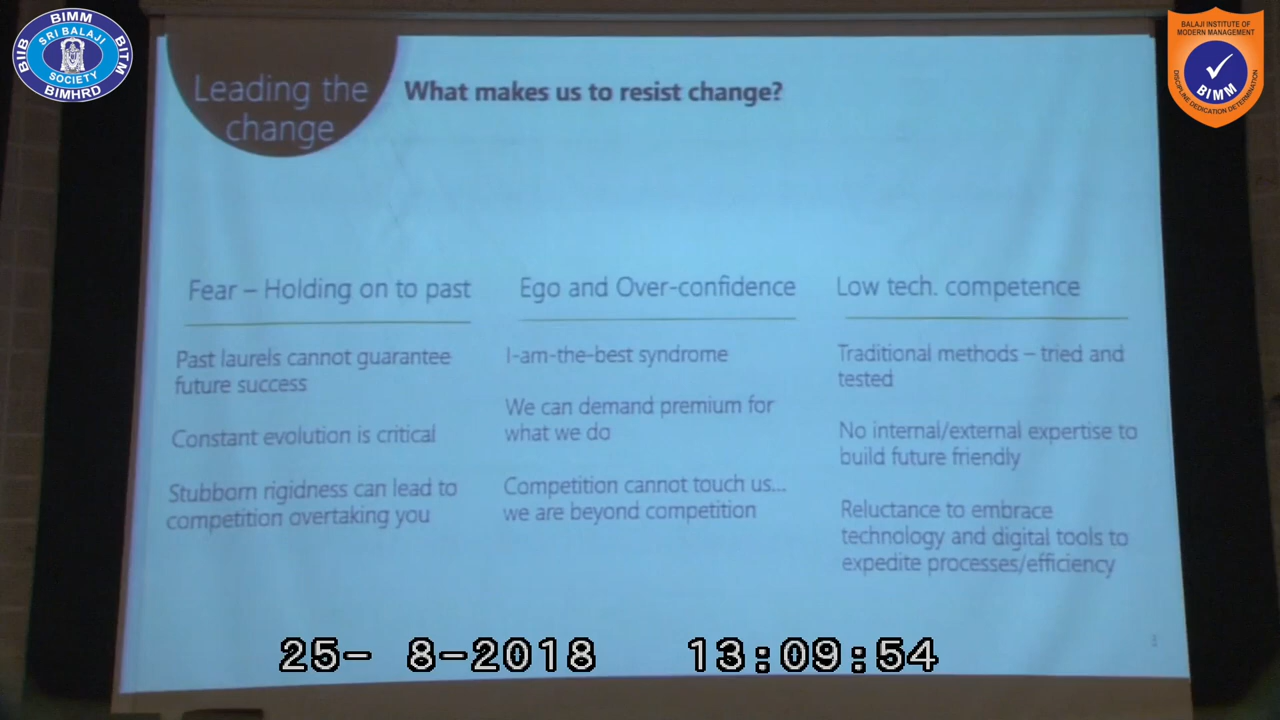 BIMM
SRI BALAJI
SOCIETY
BIIB
BITM
BIMHRD
BALAJI INSTITUTE OF
MODERN MANAGEMENT
BIMM
DISCIPLINE DEDICATION DETERMINATION
Leading the
change
What makes us to resist change?
Fear – Holding on to past
Past laurels cannot guarantee
future success
Constant evolution is critical
Stubborn rigidness can lead to
competition overtaking you
Ego and Over-confidence
I-am-the-best syndrome
We can demand premium for
what we do
Competition cannot touch us...
we are beyond competition
Low tech. competence
Traditional methods – tried and
tested
No internal/external expertise to
build future friendly
Reluctance to embrace
technology and digital tools to
expedite processes/efficiency
3
25- 8-2018 13:09:54